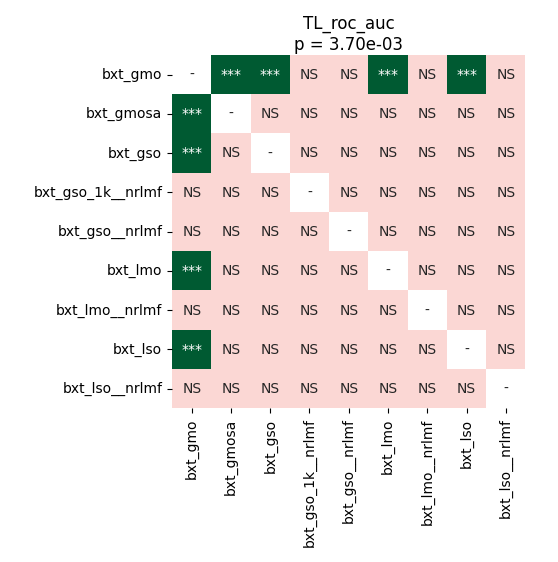 TL_roc_auc
p = 3.70e-03
bxt_gmo - *** *** NS NS *** NS *** NS
bxt_gmosa *** - NS NS NS NS NS NS NS
bxt_gso *** NS - NS NS NS NS NS NS
bxt_gso_1k__nrlmf NS NS NS - NS NS NS NS NS
bxt_gso__nrlmf NS NS NS NS - NS NS NS NS
bxt_lmo *** NS NS NS NS - NS NS NS
bxt_lmo__nrlmf NS NS NS NS NS NS - NS NS
bxt_lso *** NS NS NS NS NS NS - NS
bxt_lso__nrlmf NS NS NS NS NS NS NS NS -
bxt_gmo
bxt_gmosa
bxt_gso
bxt_gso_1k__nrlmf
bxt_gso__nrlmf
bxt_lmo
bxt_lmo__nrlmf
bxt_lso
bxt_lso__nrlmf